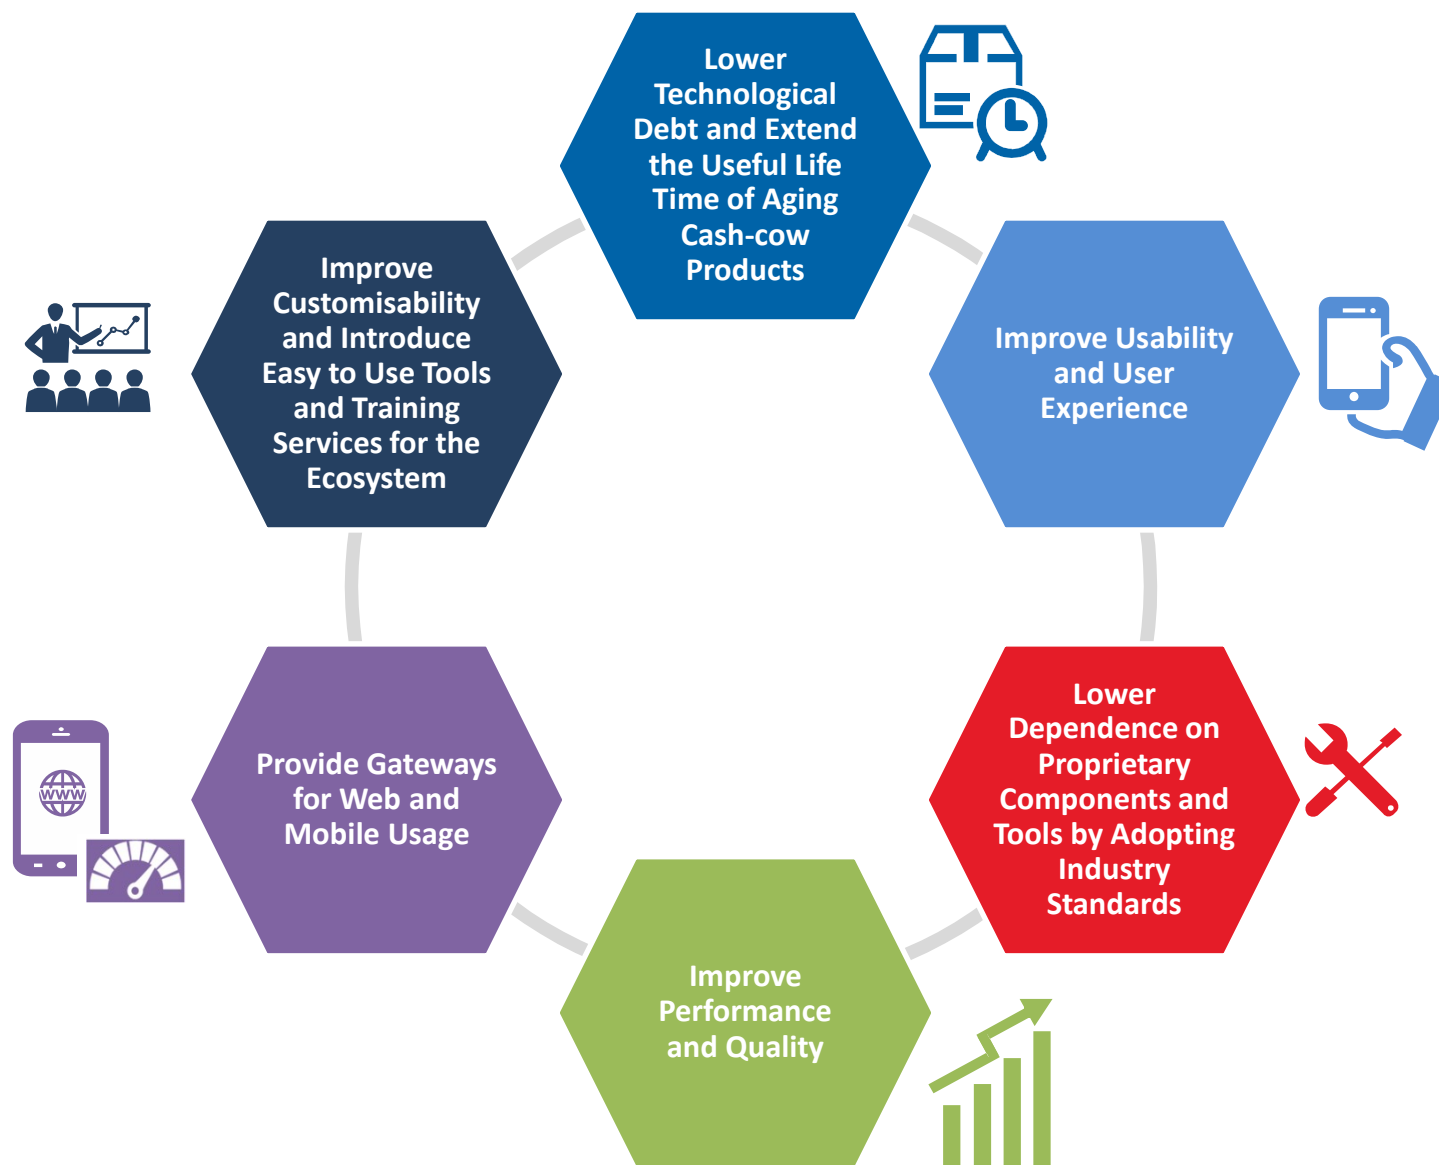 Lower
Technological
Debt and Extend
the Useful Life
Time of Aging
Cash-cow
Products
Improve Usability
and User
Experience
Lower
Dependence on
Proprietary
Components and
Tools by Adopting
Industry
Standards
Improve
Performance
and Quality
Provide Gateways
for Web and
Mobile Usage
WWW
Improve
Customisability
and Introduce
Easy to Use Tools
and Training
Services for the
Ecosystem